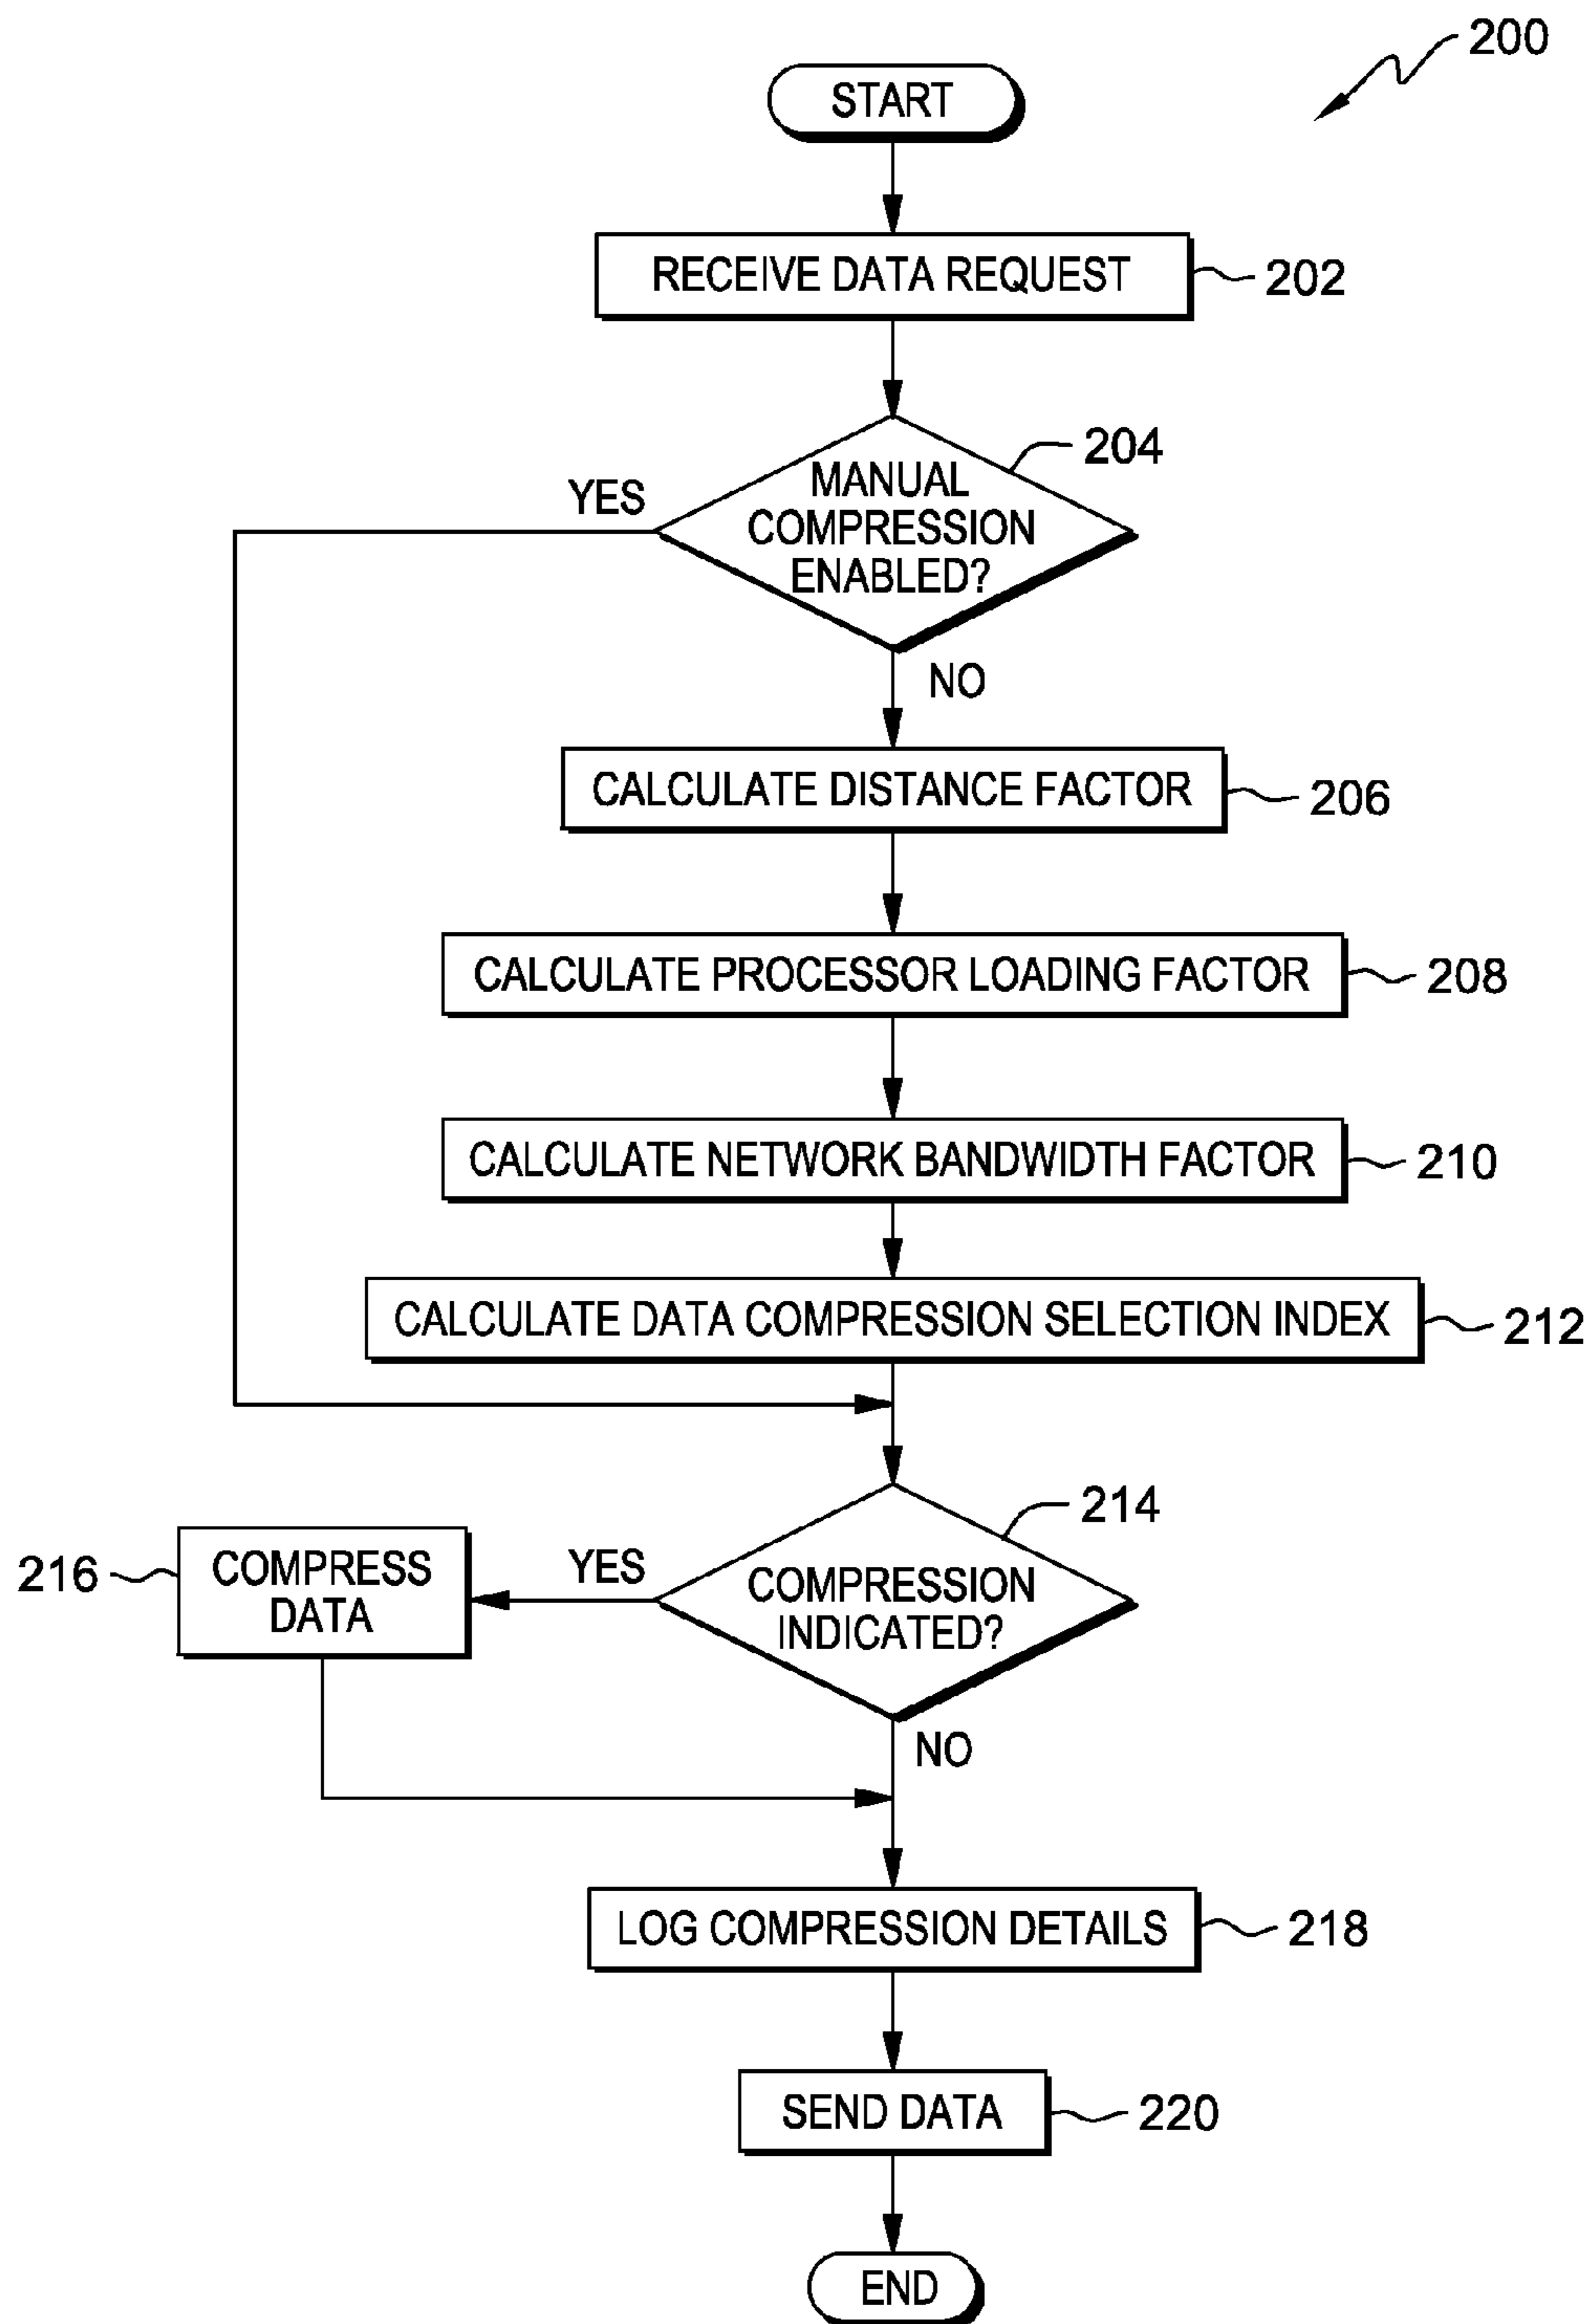 200
START
RECEIVE DATA REQUEST
202
204
MANUAL
COMPRESSION
ENABLED?
YES
NO
CALCULATE DISTANCE FACTOR
206
CALCULATE PROCESSOR LOADING FACTOR
208
CALCULATE NETWORK BANDWIDTH FACTOR
210
CALCULATE DATA COMPRESSION SELECTION INDEX
212
214
COMPRESSION
INDICATED?
YES
216
COMPRESS
DATA
NO
LOG COMPRESSION DETAILS
218
SEND DATA
220
END